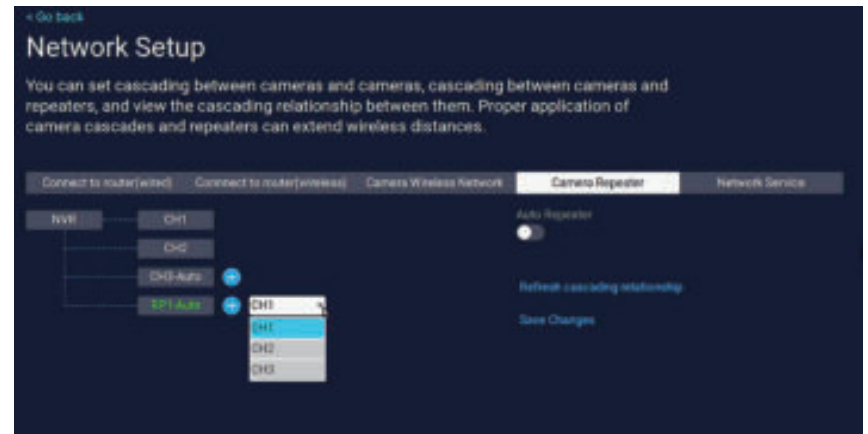 < Go back
Network Setup
You can set cascading between cameras and cameras, cascading between cameras and
repeaters, and view the cascading relationship between them. Proper application of
camera cascades and repeaters can extend wireless distances.
Connect to router(wired) Connnect to router(wireless) Camera Wireless Network Camera Repeater Network Service
NVR CH1 Auto Repeater
CH2
CH3-Auto Refresh cascading relationship
RP1-Auto CH1
Save Changes
CH1
CH2
CH3